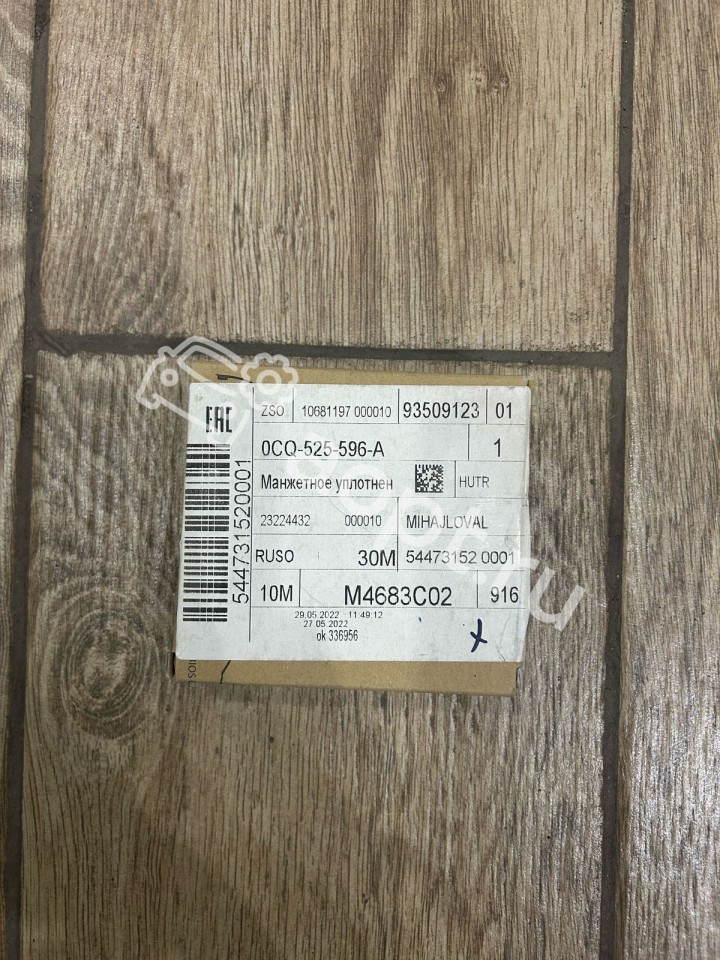 EAC
ZSO 10681197 000010 93509123 01
0CQ-525-596-A 1
Манжетное уплотнен HUTR
23224432 000010 MIHAJLOVAL
RUSO 30M 54473152 0001
10M M4683C02 916
29.05.2022 11:49:12
27.05.2022
ok 336956
x
544731520001